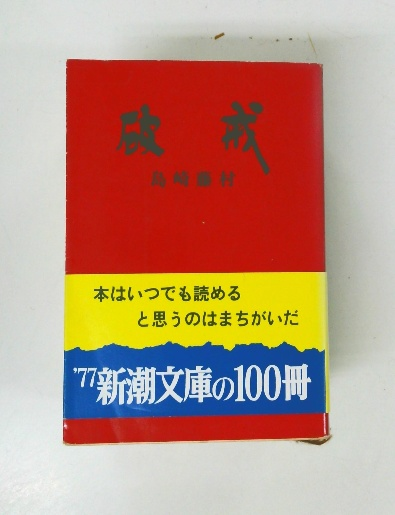 破戒
島崎藤村
本はいつでも読める
と思うのはまちがいだ
'77新潮文庫の100冊